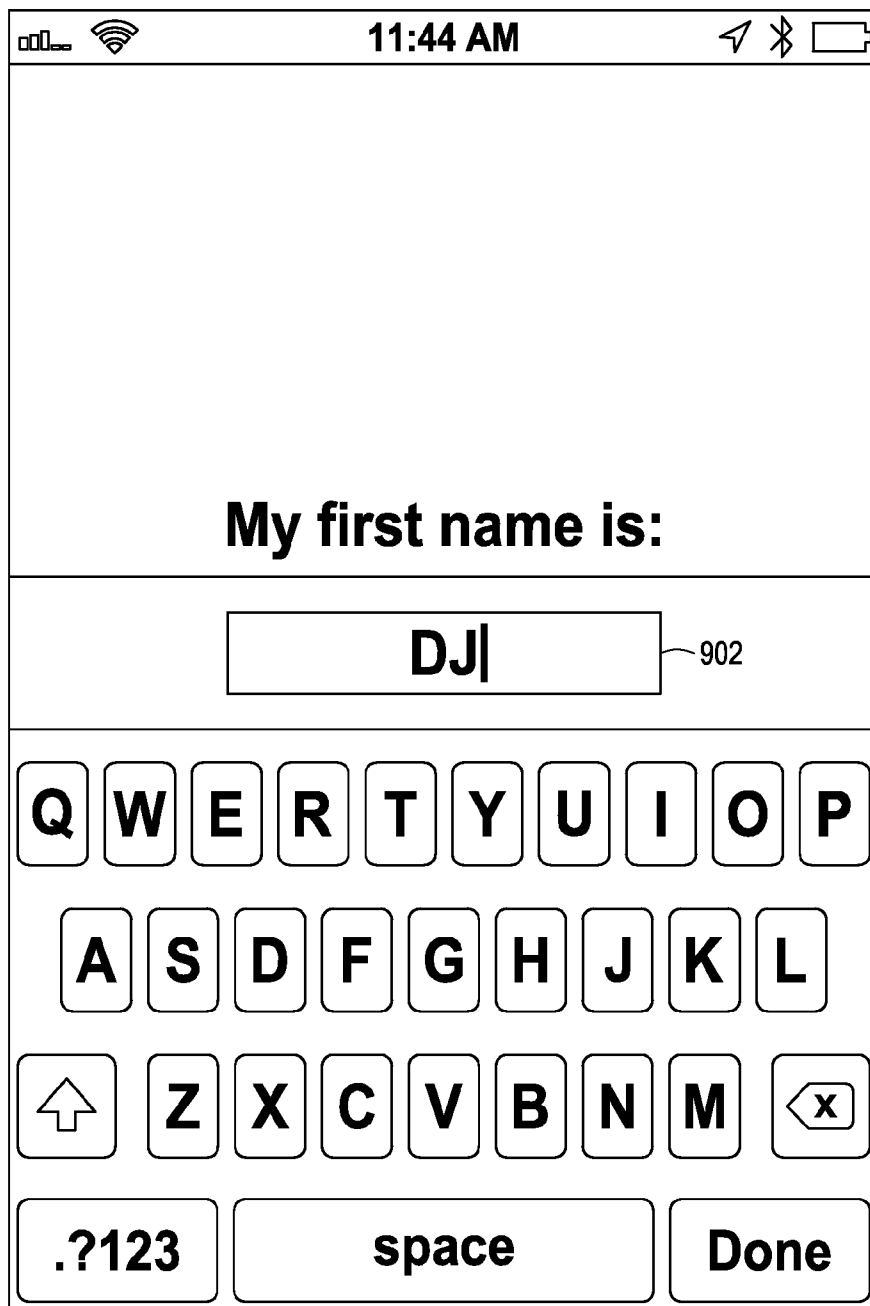 11:44 AM
My first name is:
DJ
902
Q W E R T Y U I O P
A S D F G H J K L
Z X C V B N M X
.?123 space Done